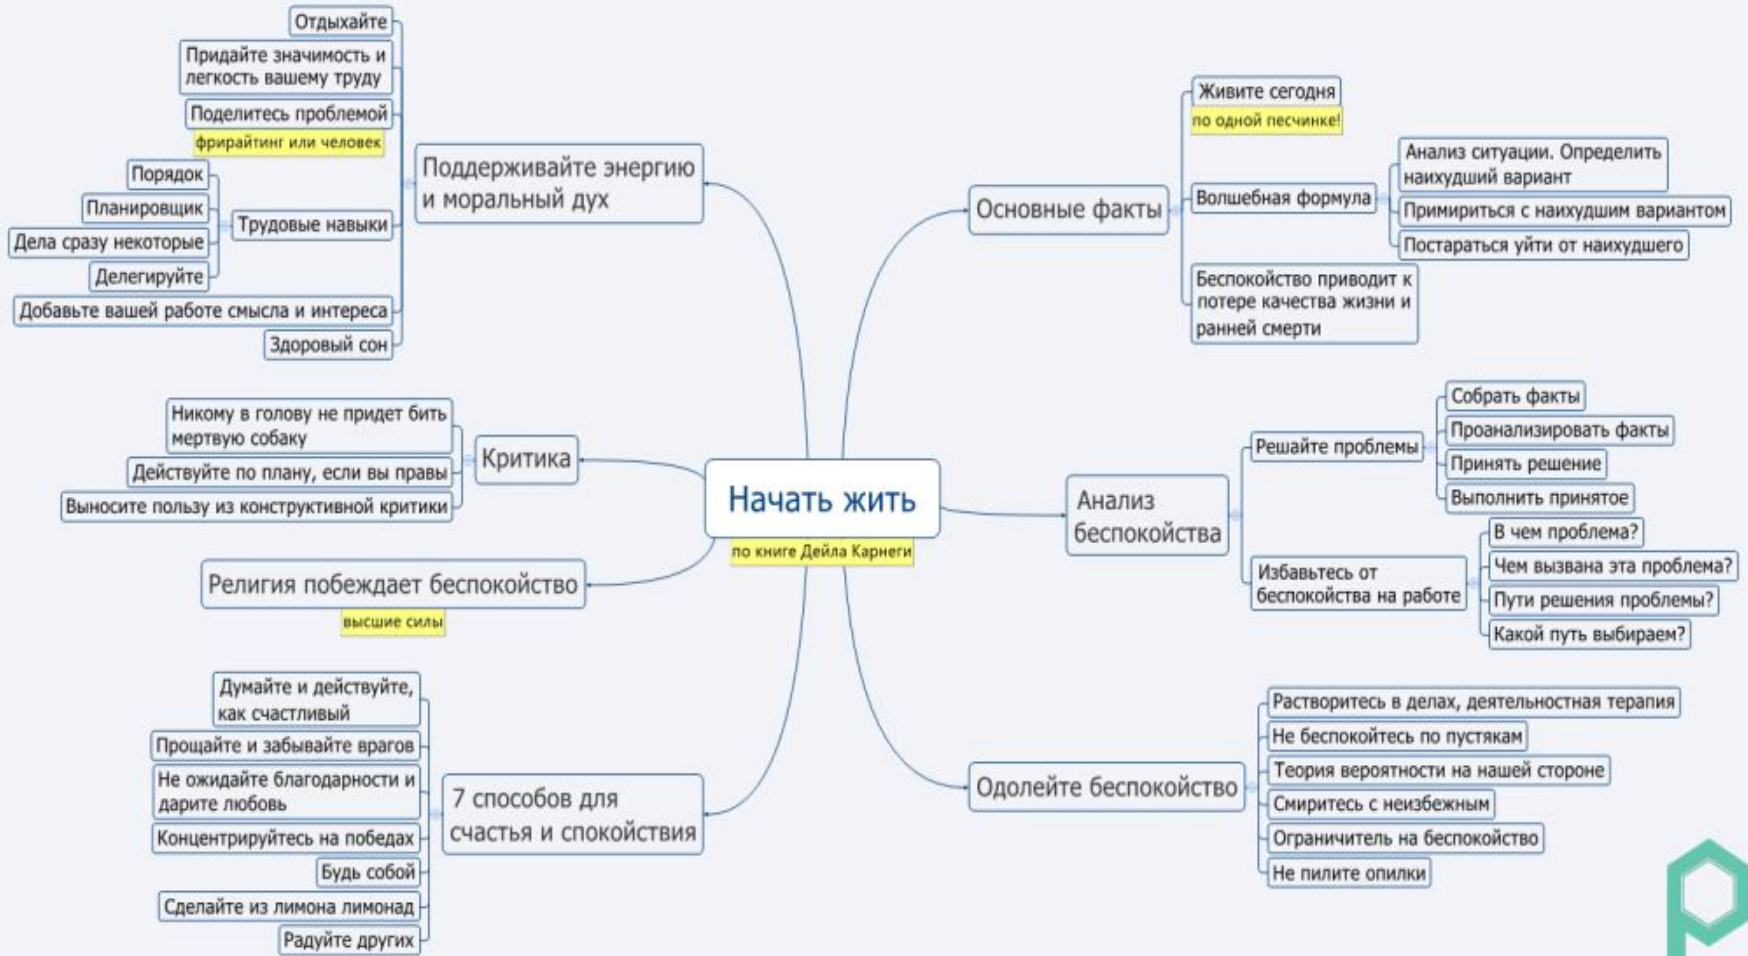 Начать жить
по книге Дейла Карнеги
Основные факты
Живите сегодня
по одной песчинке!
Волшебная формула
Анализ ситуации. Определить
наихудший вариант
Примириться с наихудшим вариантом
Постараться уйти от наихудшего
Беспокойство приводит к
потере качества жизни и
ранней смерти
Анализ
беспокойства
Решайте проблемы
Собрать факты
Проанализировать факты
Принять решение
Выполнить принятое
Избавьтесь от
беспокойства на работе
В чем проблема?
Чем вызвана эта проблема?
Пути решения проблемы?
Какой путь выбираем?
Одолейте беспокойство
Растворитесь в делах, деятельностная терапия
Не беспокойтесь по пустякам
Теория вероятности на нашей стороне
Смиритесь с неизбежным
Ограничитель на беспокойство
Не пилите опилки
Поддерживайте энергию
и моральный дух
Отдыхайте
Придайте значимость и
легкость вашему труду
Поделитесь проблемой
фрирайтинг или человек
Трудовые навыки
Порядок
Планировщик
Дела сразу некоторые
Делегируйте
Добавьте вашей работе смысла и интереса
Здоровый сон
Критика
Никому в голову не придет бить
мертвую собаку
Действуйте по плану, если вы правы
Выносите пользу из конструктивной критики
Религия побеждает беспокойство
высшие силы
7 способов для
счастья и спокойствия
Думайте и действуйте,
как счастливый
Прощайте и забывайте врагов
Не ожидайте благодарности и
дарите любовь
Концентрируйтесь на победах
Будь собой
Сделайте из лимона лимонад
Радуйте других